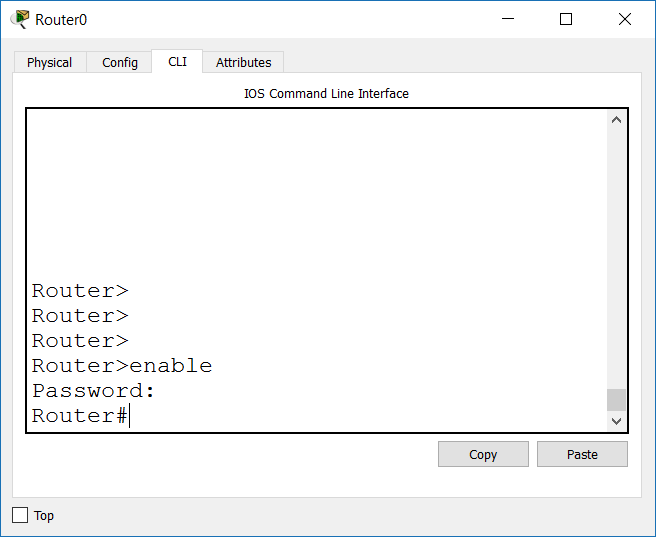 Router0
Physical Config CLI Attributes
IOS Command Line Interface
Router>
Router>
Router>
Router>enable
Password:
Router#
Copy Paste
Top